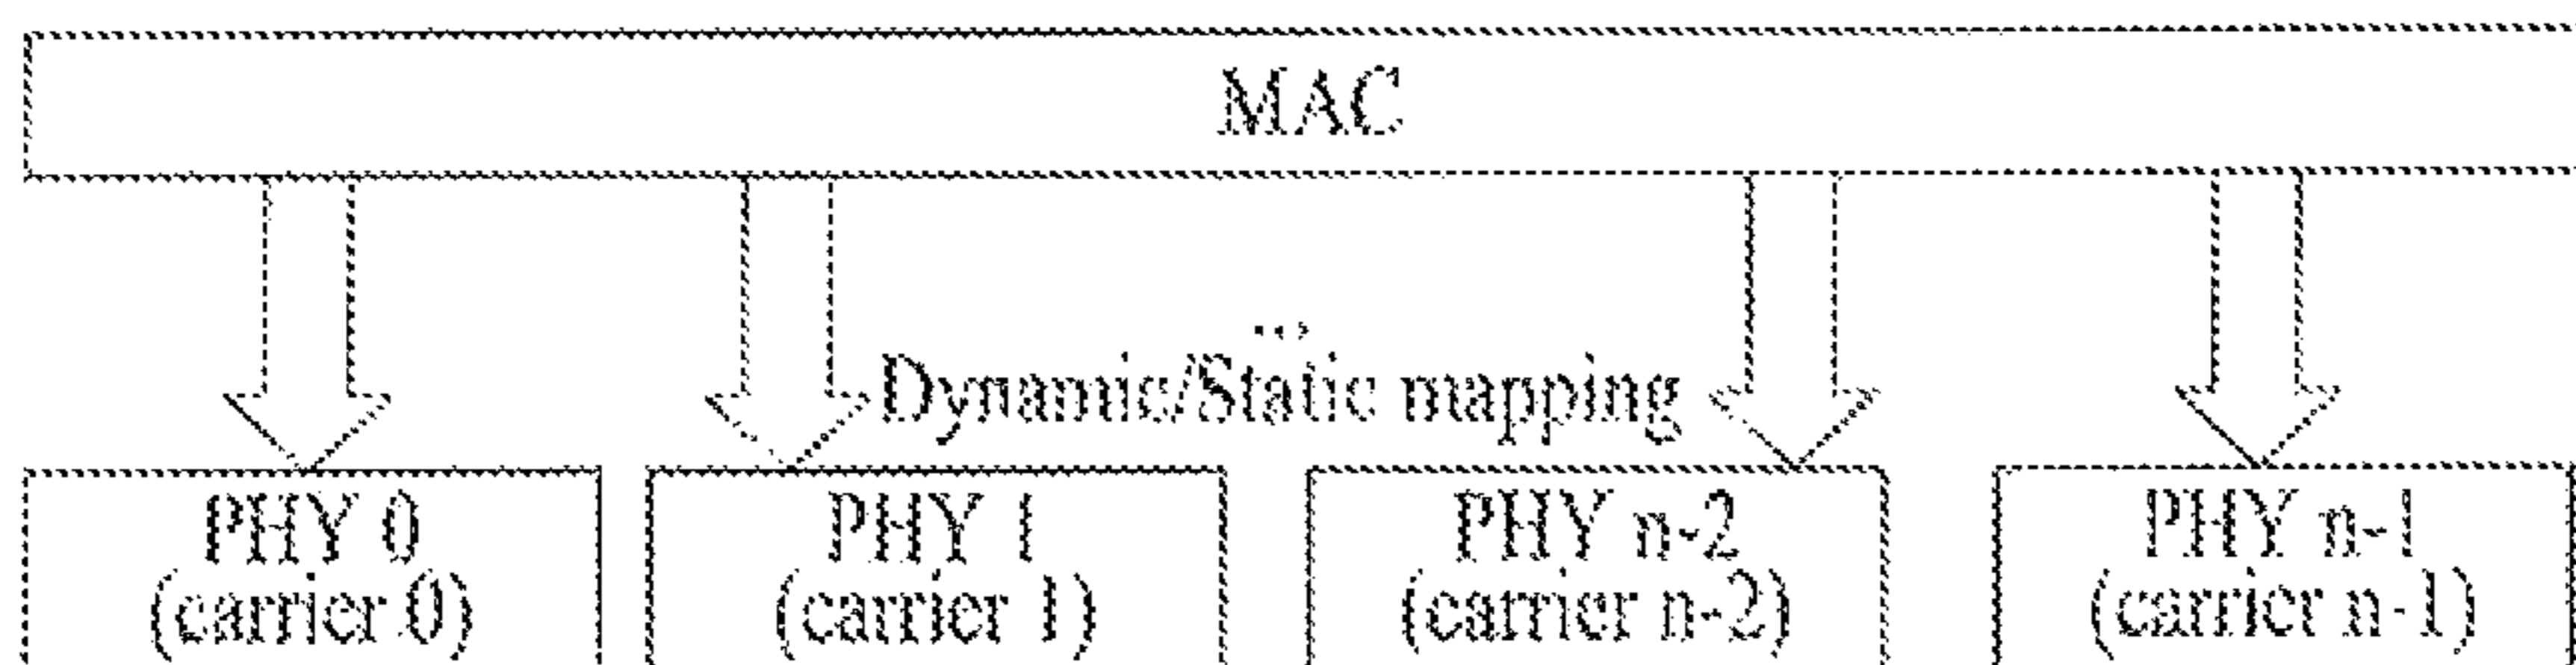 MAC
...
Dynamic/Static mapping
PHY 0
(carrier 0)
PHY 1
(carrier 1)
PHY n-2
(carrier n-2)
PHY n-1
(carrier n-1)